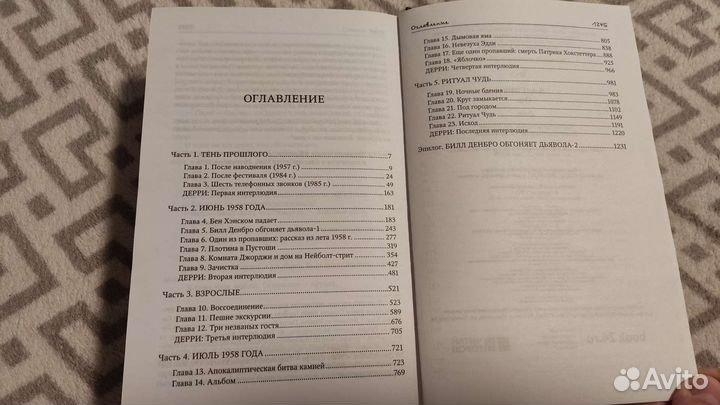 ОГЛАВЛЕНИЕ
Часть 1. ТЕНЬ ПРОШЛОГО 7
Глава 1. После наводнения (1957 г.) 9
Глава 2. После фестиваля (1984 г.) 24
Глава 3. Шесть телефонных звонков (1985 г.) 49
ДЕРРИ: Первая интерлюдия 163
Часть 2. ИЮНЬ 1958 ГОДА 181
Глава 4. Бен Хэнском падает 183
Глава 5. Билл Денбро обгоняет дьявола-1 243
Глава 6. Один из пропавших: рассказ из лета 1958 г. 277
Глава 7. Плотина в Пустоши 319
Глава 8. Комната Джорджи и дом на Нейболт-стрит 354
Глава 9. Зачистка 427
ДЕРРИ: Вторая интерлюдия 481
Часть 3. ВЗРОСЛЫЕ 521
Глава 10. Воссоединение 523
Глава 11. Пешие экскурсии 589
Глава 12. Три незваных гостя 676
ДЕРРИ: Третья интерлюдия 705
Часть 4. ИЮЛЬ 1958 ГОДА 721
Глава 13. Апокалиптическая битва камней 723
Глава 14. Альбом 769
Оглавление 1245
Глава 15. Дымовая яма 805
Глава 16. Невезуха Эдди 838
Глава 17. Еще один пропавший: смерть Патрика Хокстеттера 888
Глава 18. «Яблочко» 925
ДЕРРИ: Четвертая интерлюдия 966
Часть 5. РИТУАЛ ЧУДЬ 981
Глава 19. Ночные бдения 983
Глава 20. Круг замыкается 1078
Глава 21. Под городом 1102
Глава 22. Ритуал Чудь 1149
Глава 23. Исход 1191
ДЕРРИ: Последняя интерлюдия 1220
Эпилог. БИЛЛ ДЕНБРО ОБГОНЯЕТ ДЬЯВОЛА-2 1231
Avito